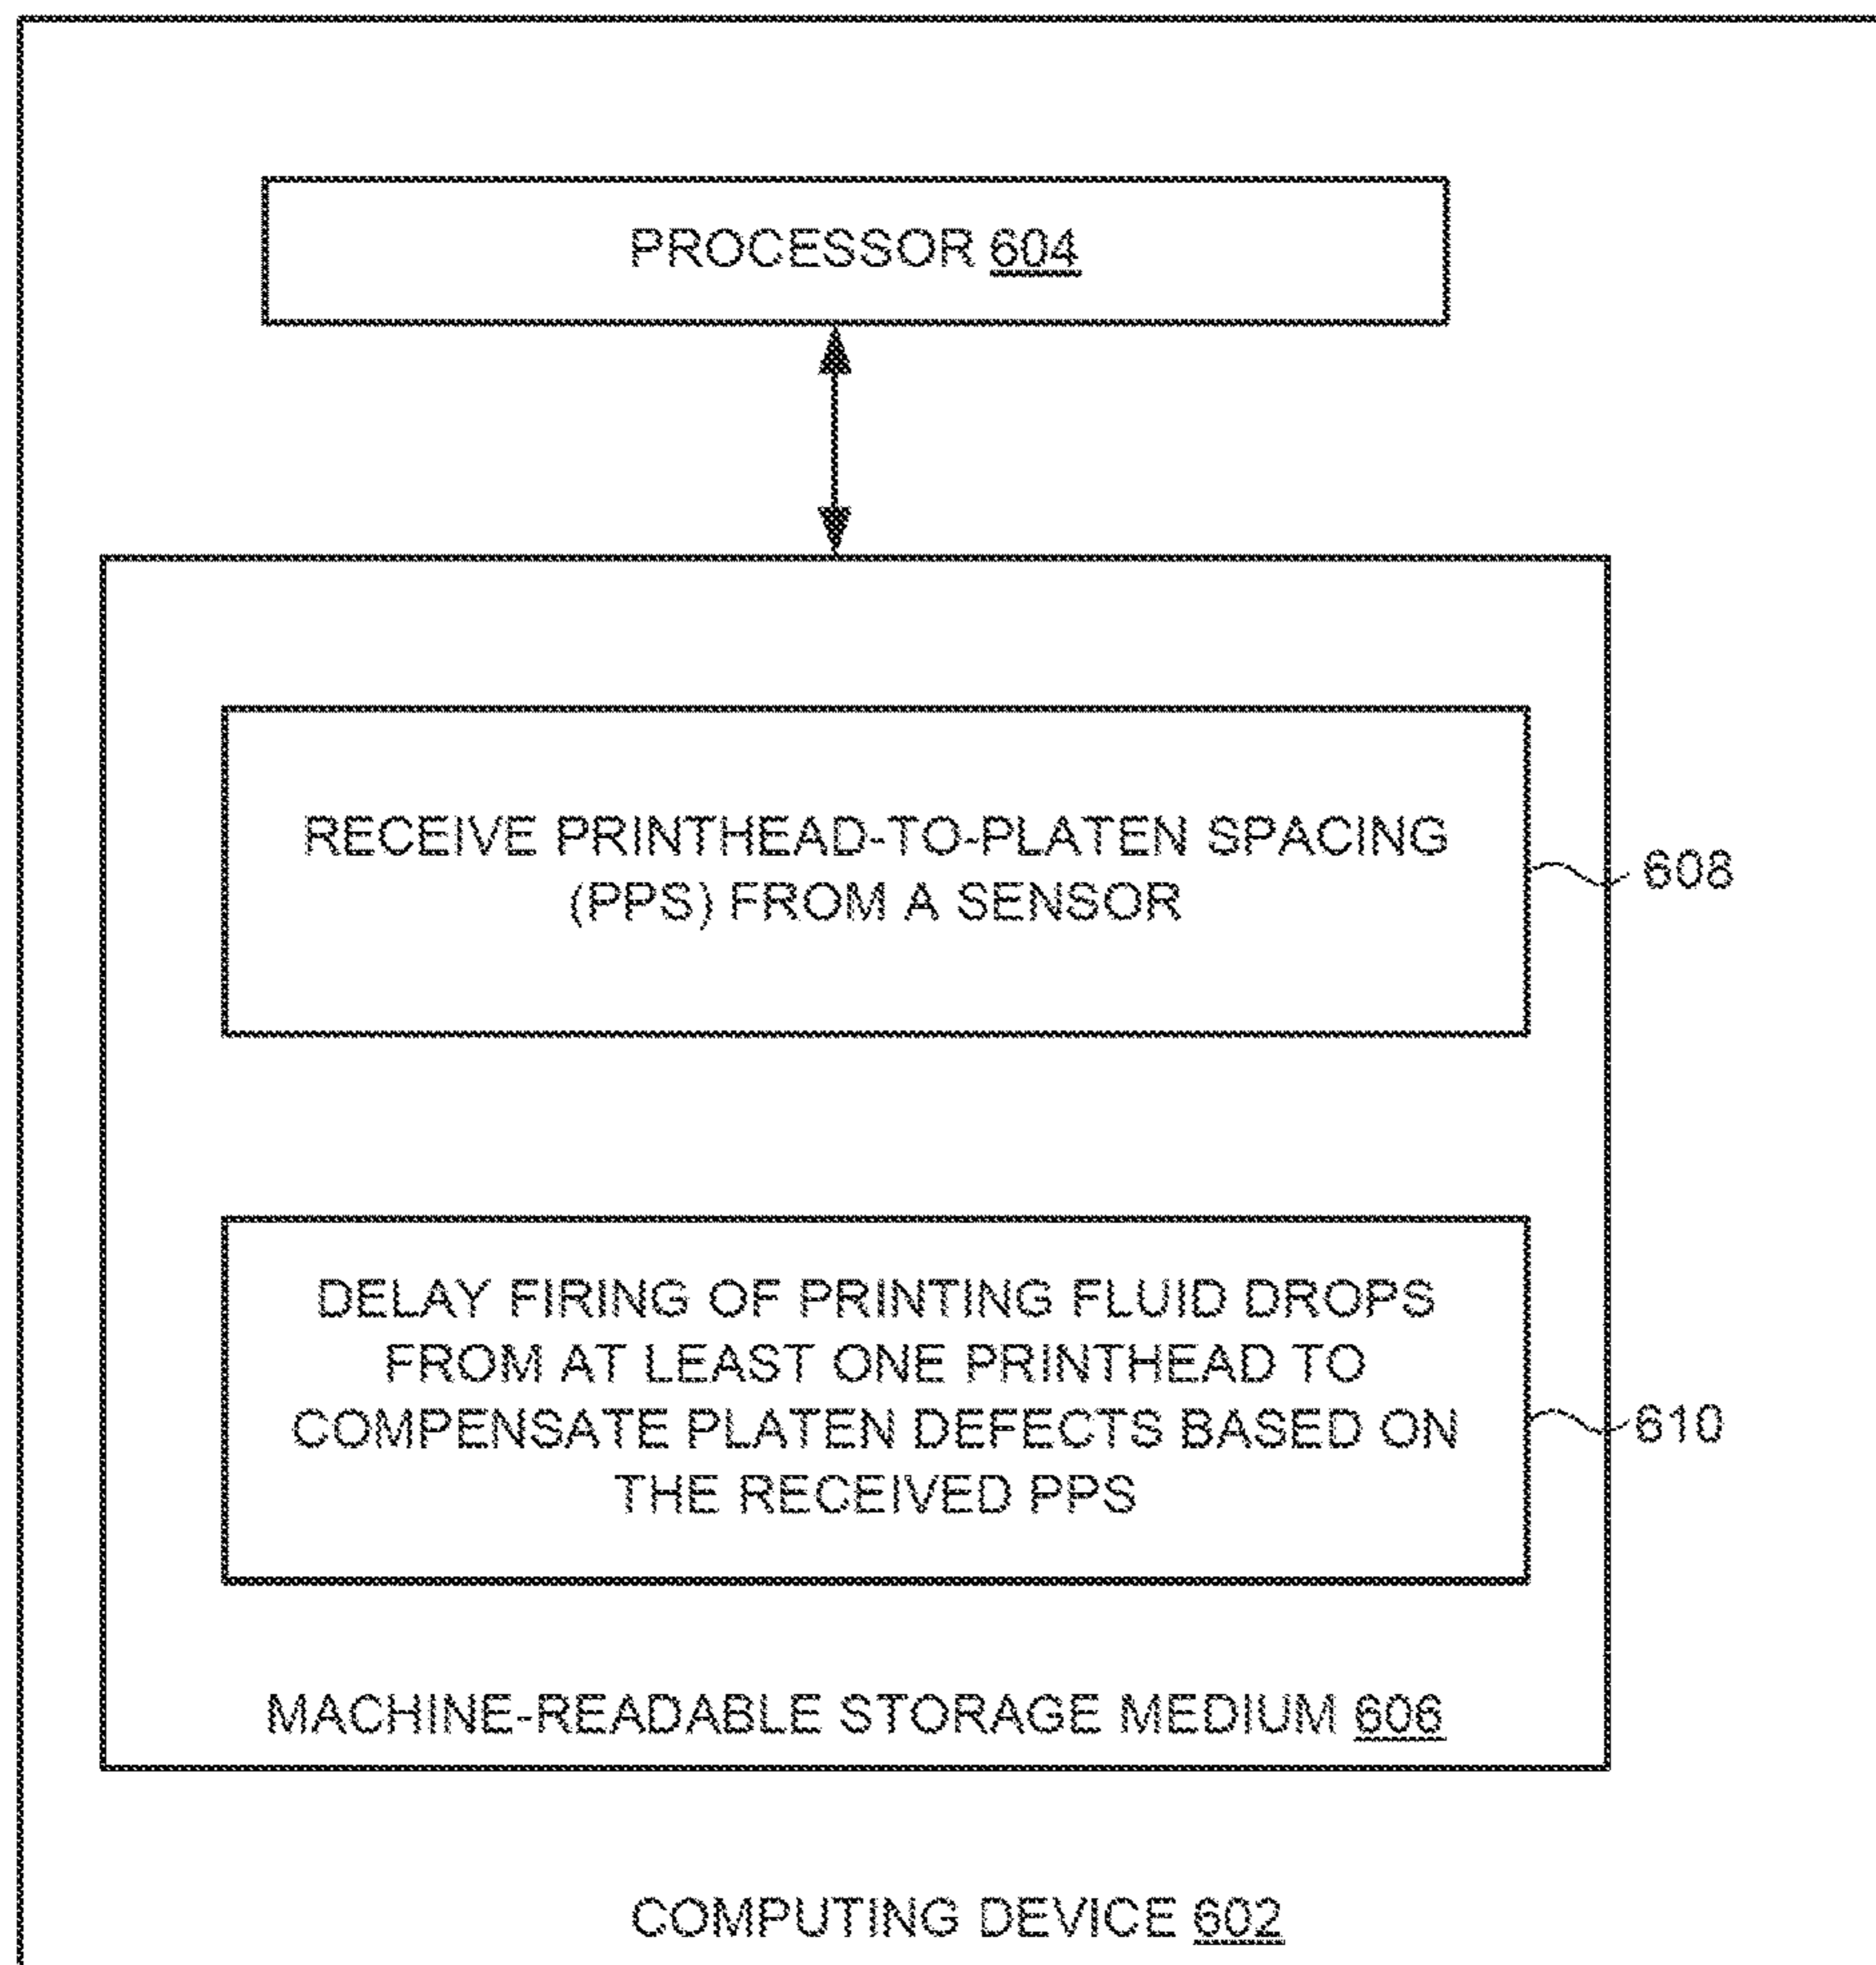 PROCESSOR 604
RECEIVE PRINTHEAD-TO-PLATEN SPACING
(PPS) FROM A SENSOR
608
DELAY FIRING OF PRINTING FLUID DROPS
FROM AT LEAST ONE PRINTHEAD TO
COMPENSATE PLATEN DEFECTS BASED ON
THE RECEIVED PPS
610
MACHINE-READABLE STORAGE MEDIUM 606
COMPUTING DEVICE 602